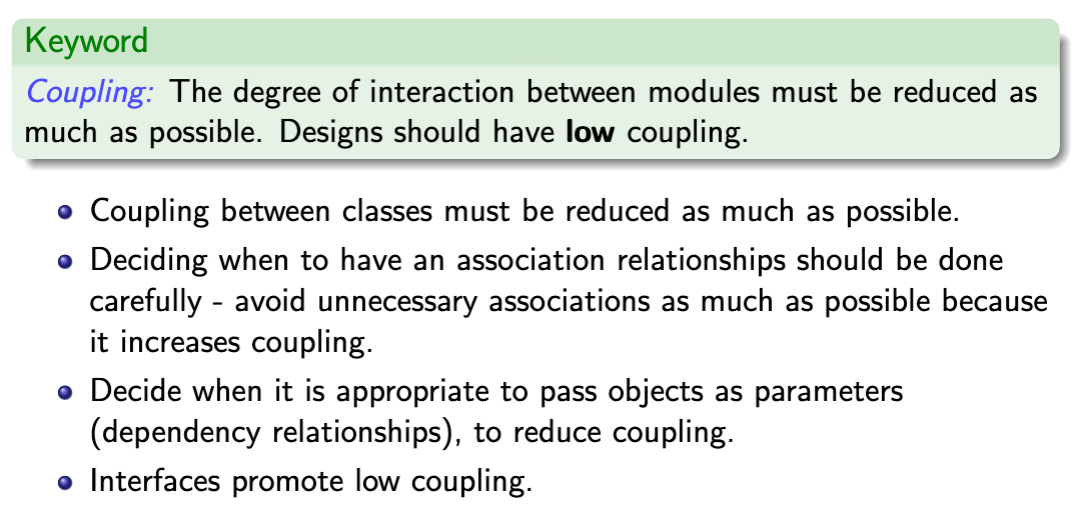 Keyword
Coupling: The degree of interaction between modules must be reduced as
much as possible. Designs should have low coupling.
Coupling between classes must be reduced as much as possible.
Deciding when to have an association relationships should be done
carefully - avoid unnecessary associations as much as possible because
it increases coupling.
Decide when it is appropriate to pass objects as parameters
(dependency relationships), to reduce coupling.
Interfaces promote low coupling.